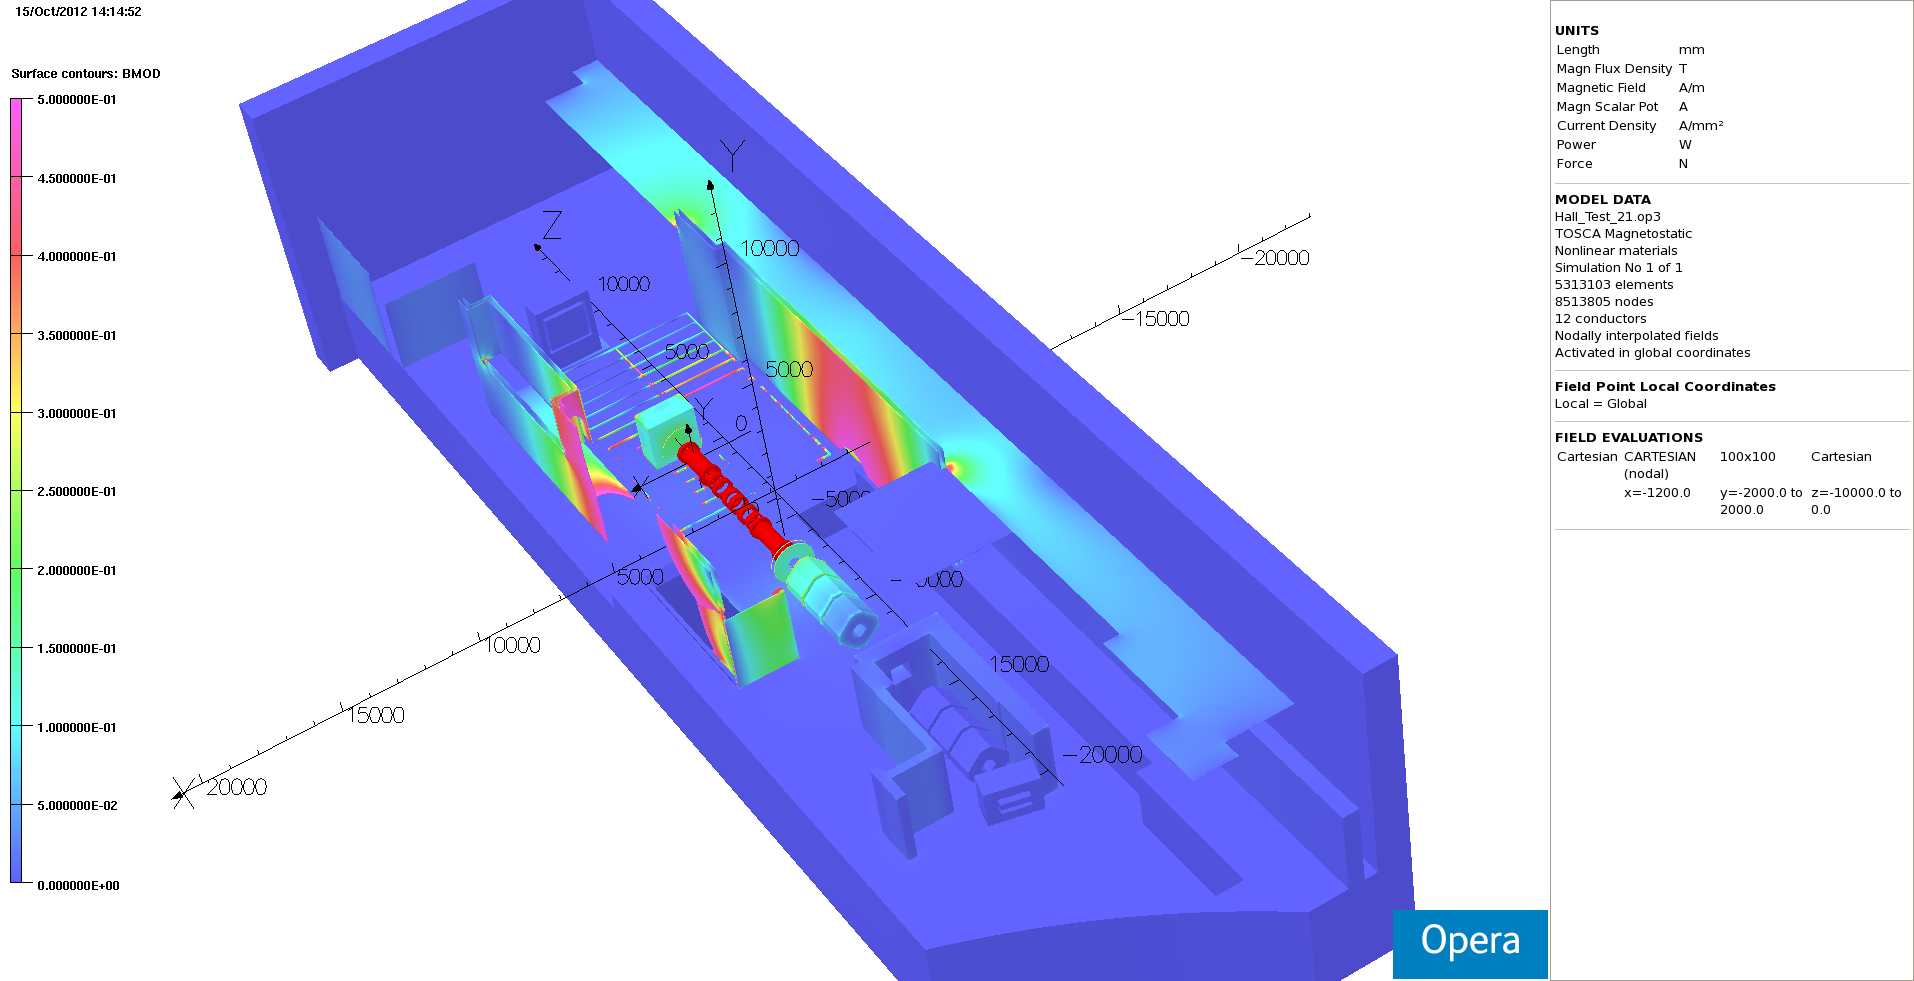 15/Oct/2012 14:14:52
Surface contours: BMOD
5.000000E-01
4.500000E-01
4.000000E-01
3.500000E-01
3.000000E-01
2.500000E-01
2.000000E-01
1.500000E-01
1.000000E-01
5.000000E-02
0.000000E+00
Y
10000
5000
0
Z
10000
5000
Y
X
-5000
-15000
-20000
5000
10000
15000
20000
X
15000
-20000
UNITS
Length mm
Magn Flux Density T
Magnetic Field A/m
Magn Scalar Pot A
Current Density A/mm²
Power W
Force N
MODEL DATA
Hall_Test_21.op3
TOSCA Magnetostatic
Nonlinear materials
Simulation No 1 of 1
5313103 elements
8513805 nodes
12 conductors
Nodally interpolated fields
Activated in global coordinates
Field Point Local Coordinates
Local = Global
FIELD EVALUATIONS
Cartesian CARTESIAN 100x100 Cartesian
(nodal)
x=-1200.0 y=-2000.0 to z=-10000.0 to
2000.0 0.0
Opera